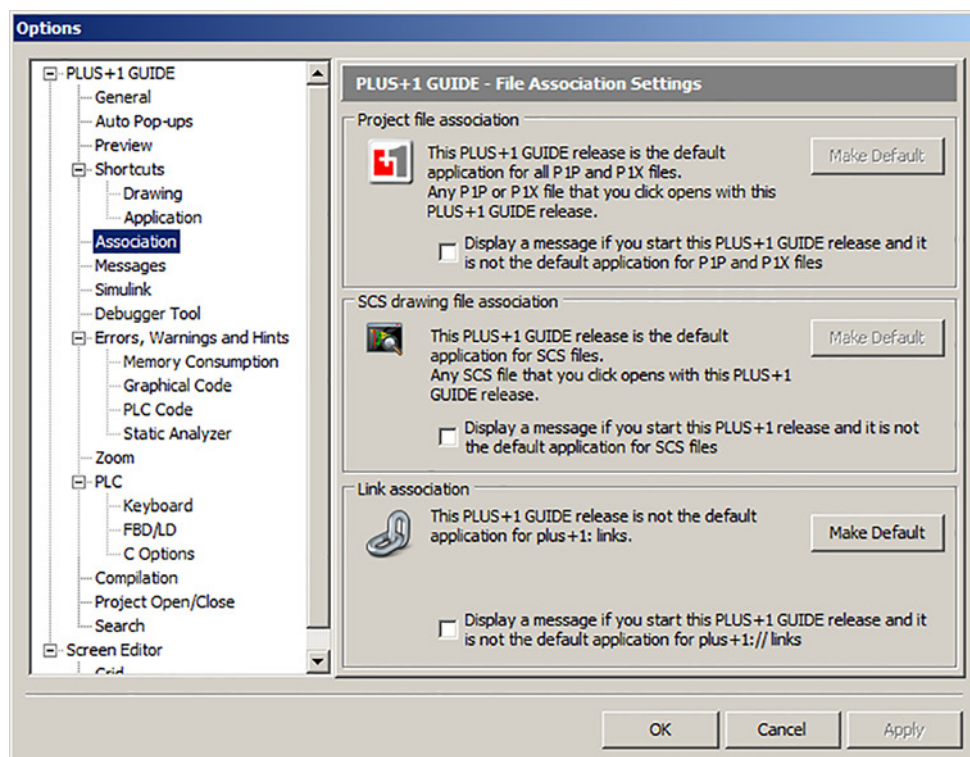 Options
PLUS+1 GUIDE
General
Auto Pop-ups
Preview
Shortcuts
Drawing
Application
Association
Messages
Simulink
Debugger Tool
Errors, Warnings and Hints
Memory Consumption
Graphical Code
PLC Code
Static Analyzer
Zoom
PLC
Keyboard
FBD/LD
C Options
Compilation
Project Open/Close
Search
Screen Editor
Grid
PLUS+1 GUIDE - File Association Settings
Project file association
This PLUS+1 GUIDE release is the default
application for all P1P and P1X files.
Any P1P or P1X file that you click opens with this
PLUS+1 GUIDE release.
Make Default
Display a message if you start this PLUS+1 GUIDE release and it
is not the default application for P1P and P1X files
SCS drawing file association
This PLUS+1 GUIDE release is the default
application for SCS files.
Any SCS file that you click opens with this PLUS+1
GUIDE release.
Make Default
Display a message if you start this PLUS+1 release and it is not
the default application for SCS files
Link association
This PLUS+1 GUIDE release is not the default
application for plus+1: links.
Make Default
Display a message if you start this PLUS+1 GUIDE release and it
is not the default application for plus+1:// links
OK
Cancel
Apply